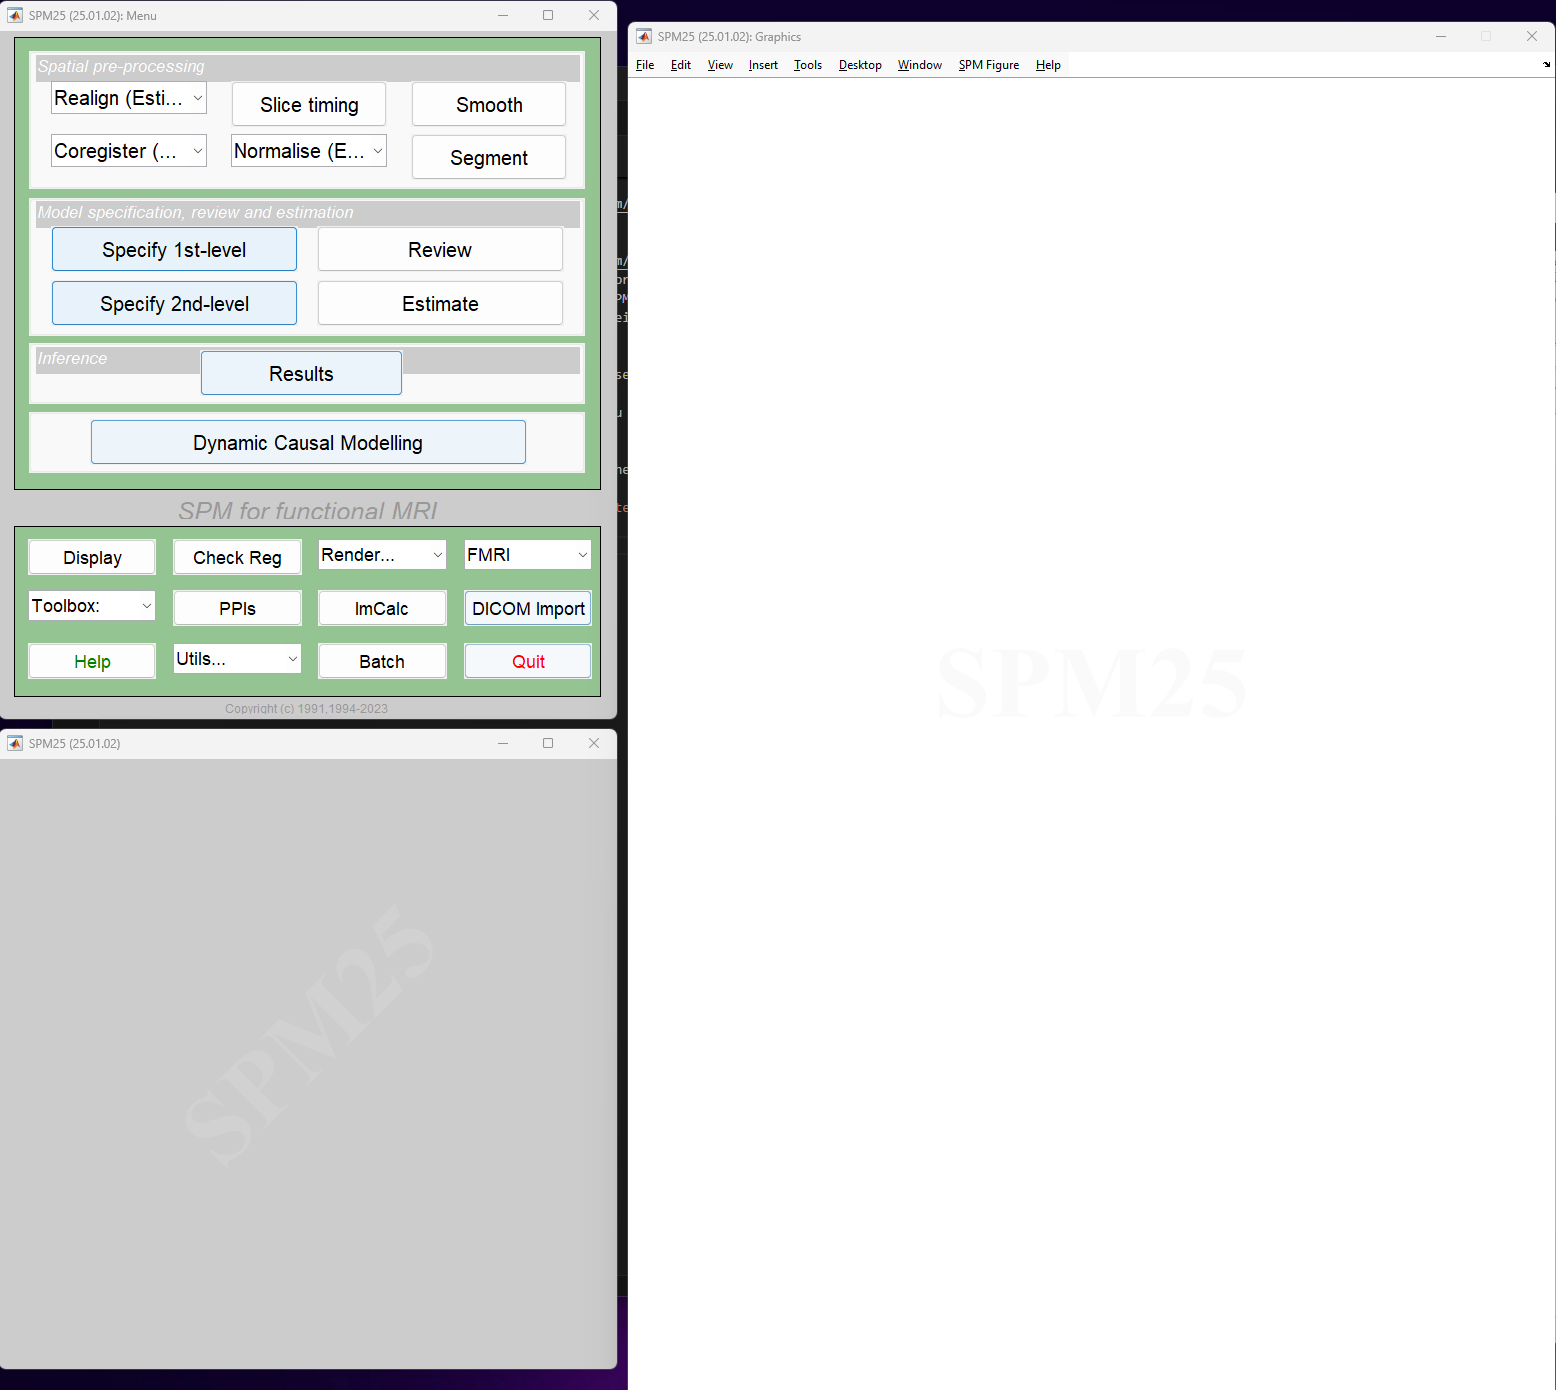 SPM25 (25.01.02): Menu
Spatial pre-processing
Realign (Esti...
Slice timing
Smooth
Coregister (...
Normalise (E...
Segment
Model specification, review and estimation
Specify 1st-level
Review
Specify 2nd-level
Estimate
Inference
Results
Dynamic Causal Modelling
SPM for functional MRI
Display
Check Reg
Render...
FMRI
Toolbox:
PPIs
ImCalc
DICOM Import
Help
Utils...
Batch
Quit
Copyright (c) 1991,1994-2023
SPM25 (25.01.02)
SPM25
SPM25 (25.01.02): Graphics
File Edit View Insert Tools Desktop Window SPM Figure Help
SPM25